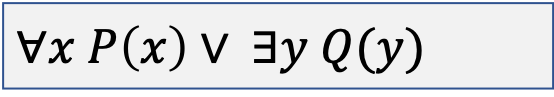 ∀x P(x) ∨ ∃y Q(y)